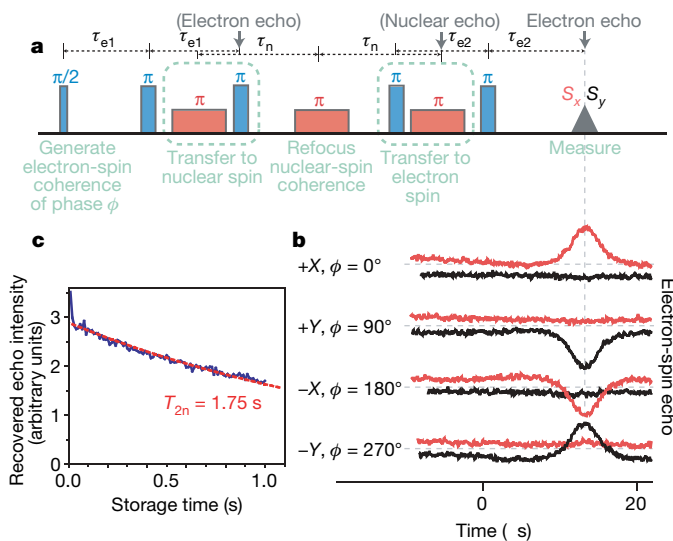 (Electron echo) (Nuclear echo) Electron echo
a τe1 τe1 τn τn τe2 τe2
π/2 π π π π π π π
Sx Sy
Generate electron-spin coherence of phase ϕ
Transfer to nuclear spin
Refocus nuclear-spin coherence
Transfer to electron spin
Measure
c
Recovered echo intensity (arbitrary units)
3
2
1
0
T2n = 1.75 s
0.0 0.5 1.0
Storage time (s)
b
+X, ϕ = 0°
+Y, ϕ = 90°
−X, ϕ = 180°
−Y, ϕ = 270°
Electron-spin echo
0 20
Time ( s)